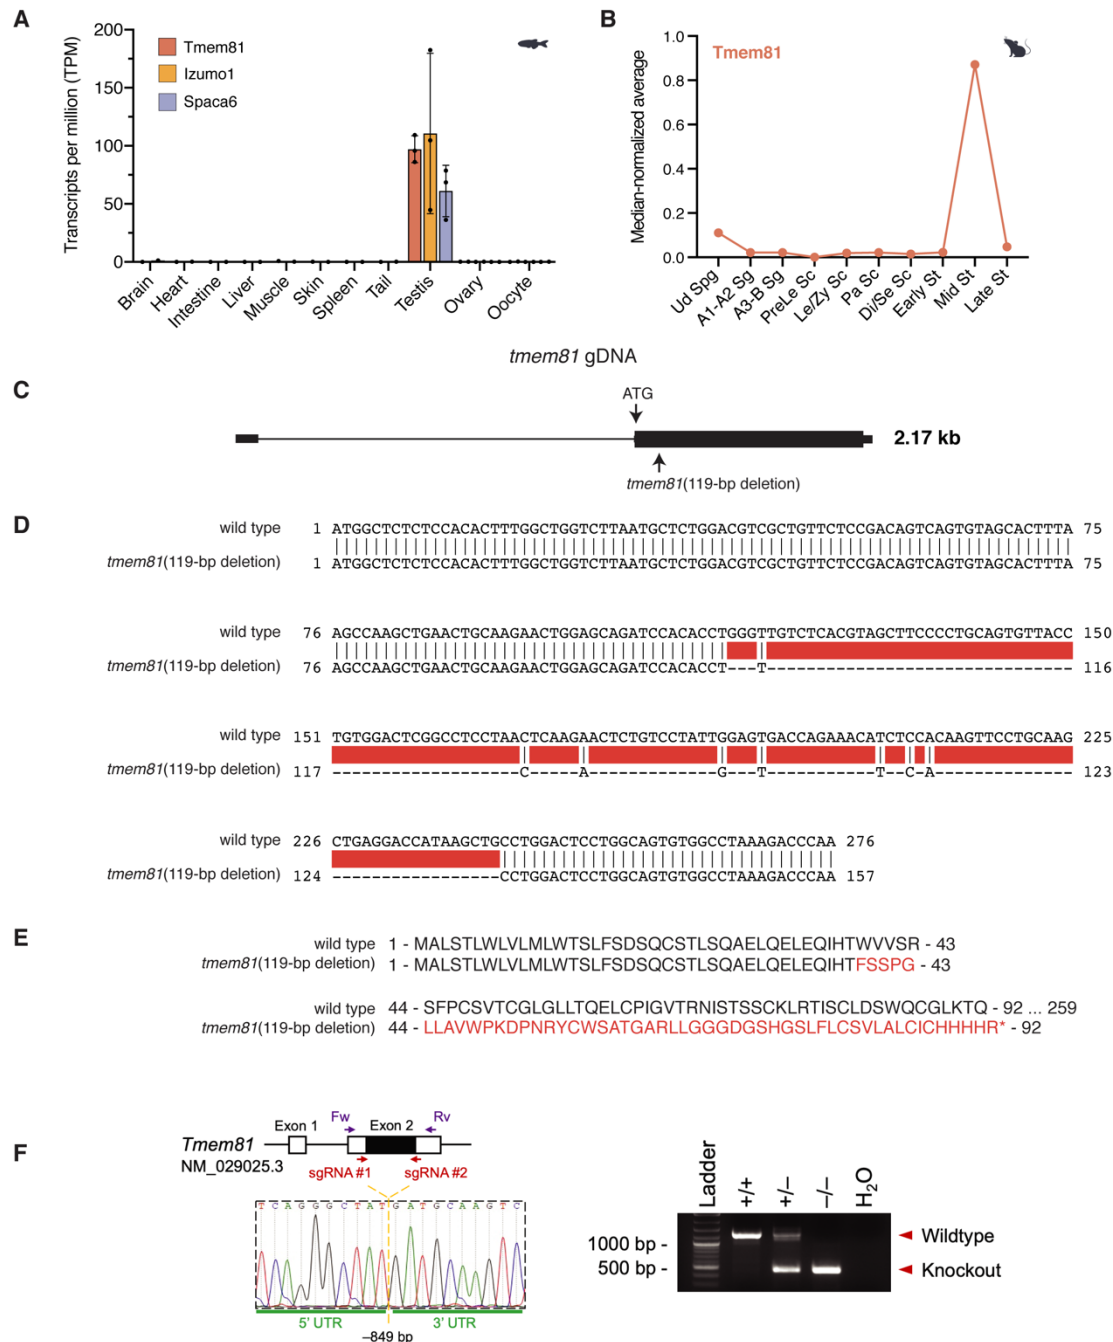 A
Transcripts per million (TPM)
200
150
100
50
0
Tmem81
Izumo1
Spaca6
Brain
Heart
Intestine
Liver
Muscle
Skin
Spleen
Tail
Testis
Ovary
Oocyte
B
Median-normalized average
1.0
0.8
0.6
0.4
0.2
0.0
Tmem81
Ud Spg
A1-A2 Sg
A3-B Sg
PreLe Sc
Le/Zy Sc
Pa Sc
Di/Se Sc
Early St
Mid St
Late St
tmem81 gDNA
C
ATG
2.17 kb
tmem81(119-bp deletion)
D
wild type 1 ATGGCTCTCTCCACACTTTGGCTGGTCTTAATGCTCTGGACGTCGCTGTTCTCCGACAGTCAGTGTAGCACTTTA 75
tmem81(119-bp deletion) 1 ATGGCTCTCTCCACACTTTGGCTGGTCTTAATGCTCTGGACGTCGCTGTTCTCCGACAGTCAGTGTAGCACTTTA 75
wild type 76 AGCCAAGCTGAACTGCAAGAACTGGAGCAGATCCACACCTGGGTTGTCTCACGTAGCTTCCCCTGCAGTGTTACC 150
tmem81(119-bp deletion) 76 AGCCAAGCTGAACTGCAAGAACTGGAGCAGATCCACACCT---T------------------------------- 116
wild type 151 TGTGGACTCGGCCTCCTAACTCAAGAACTCTGTCCTATTGGAGTGACCAGAAACATCTCCACAAGTTCCTGCAAG 225
tmem81(119-bp deletion) 117 -------------------C-----A-------------G---T-----------T--C-A-------------- 123
wild type 226 CTGAGGACCATAAGCTGCCTGGACTCCTGGCAGTGTGGCCTAAAGACCCAA 276
tmem81(119-bp deletion) 124 -----------------CCTGGACTCCTGGCAGTGTGGCCTAAAGACCCAA 157
E
wild type 1 - MALSTLWLVLMLWTSLFSDSQCSTLSQAELQELEQIHTWVVSR - 43
tmem81(119-bp deletion) 1 - MALSTLWLVLMLWTSLFSDSQCSTLSQAELQELEQIHTFSSPG - 43
wild type 44 - SFPCSVTCGLGLLTQELCPIGVTRNISTSSCKLRTISCLDSWQCGLKTQ - 92 ... 259
tmem81(119-bp deletion) 44 - LLAVWPKDPNRYCWSATGARLLGGGDGSHGSLFLCSVLALCICHHHHR* - 92
F
Fw
Rv
Exon 1
Exon 2
Tmem81
NM_029025.3
sgRNA #1
sgRNA #2
TCAGGGCTATGATGCAAGTC
5' UTR
3' UTR
–849 bp
Ladder
+/+
+/–
–/–
H2O
1000 bp -
500 bp -
Wildtype
Knockout